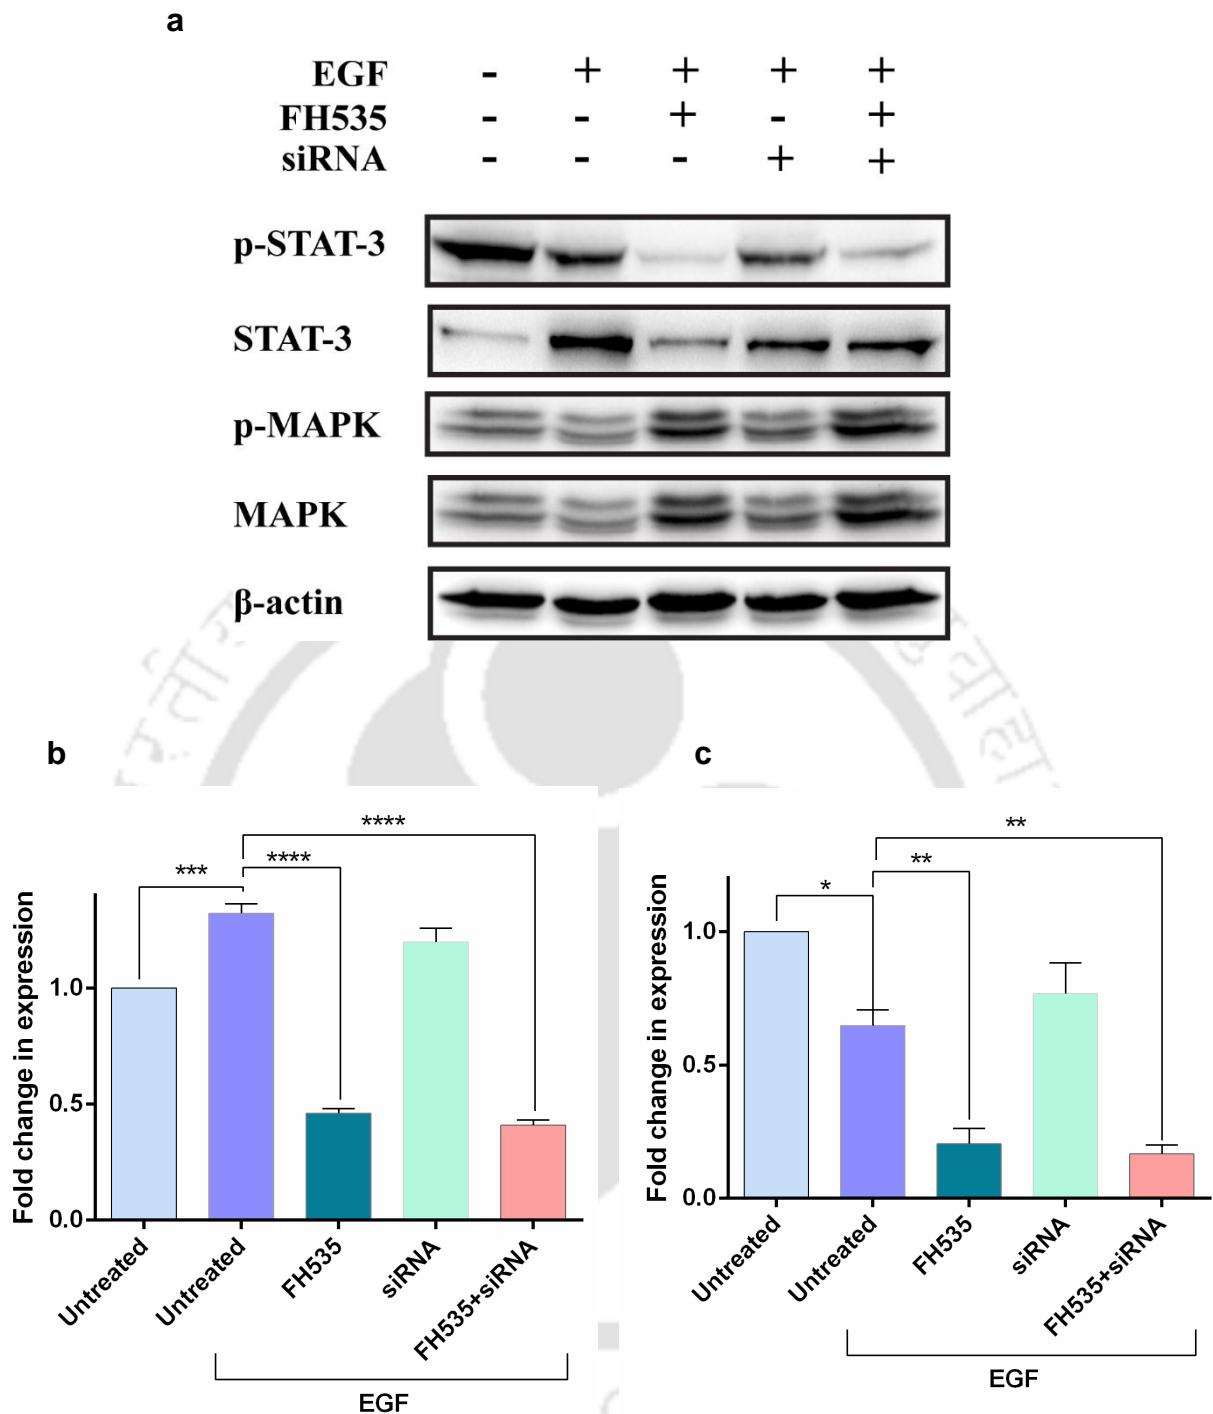 a
EGF - + + + +
FH535 - - + - +
siRNA - - - + +
p-STAT-3
STAT-3
p-MAPK
MAPK
β-actin
b
Fold change in expression
1.0
0.5
0.0
***
****
****
Untreated
Untreated
FH535
siRNA
FH535+siRNA
EGF
c
Fold change in expression
1.0
0.5
0.0
*
**
**
Untreated
Untreated
FH535
siRNA
FH535+siRNA
EGF